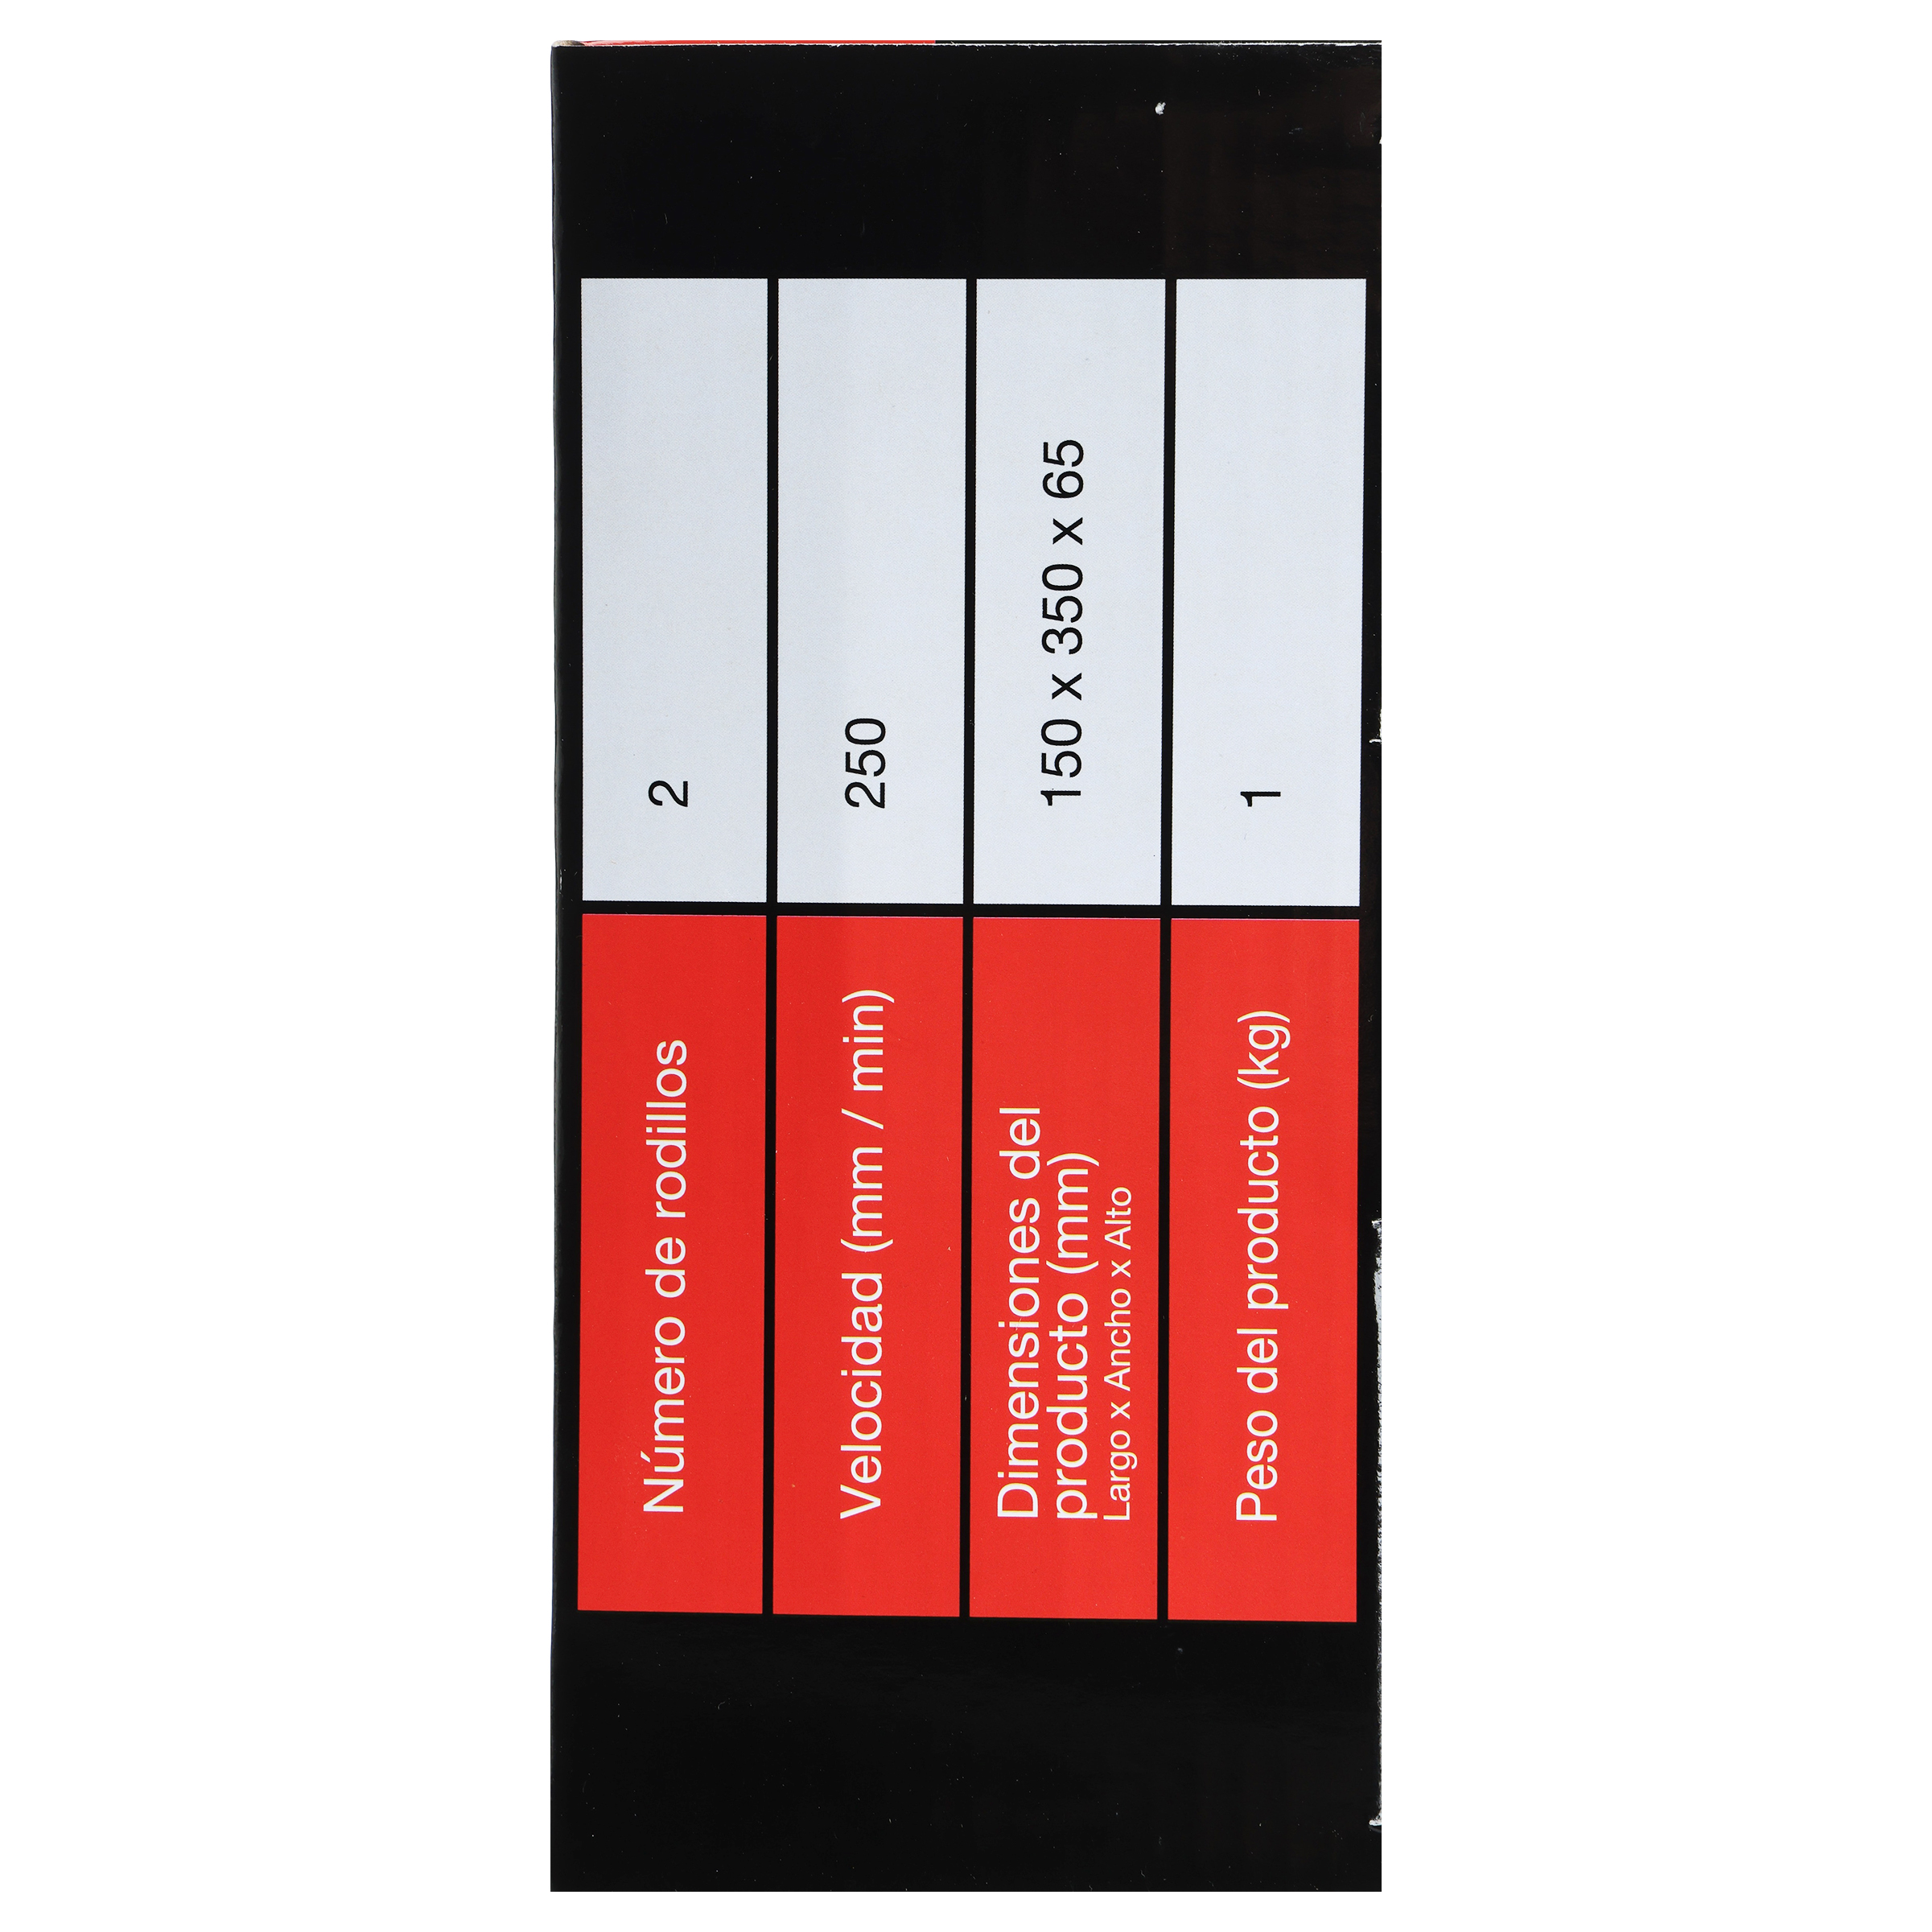 Número de rodillos
2
Velocidad (mm / min)
250
Dimensiones del
producto (mm)
Largo x Ancho x Alto
150 x 350 x 65
Peso del producto (kg)
1